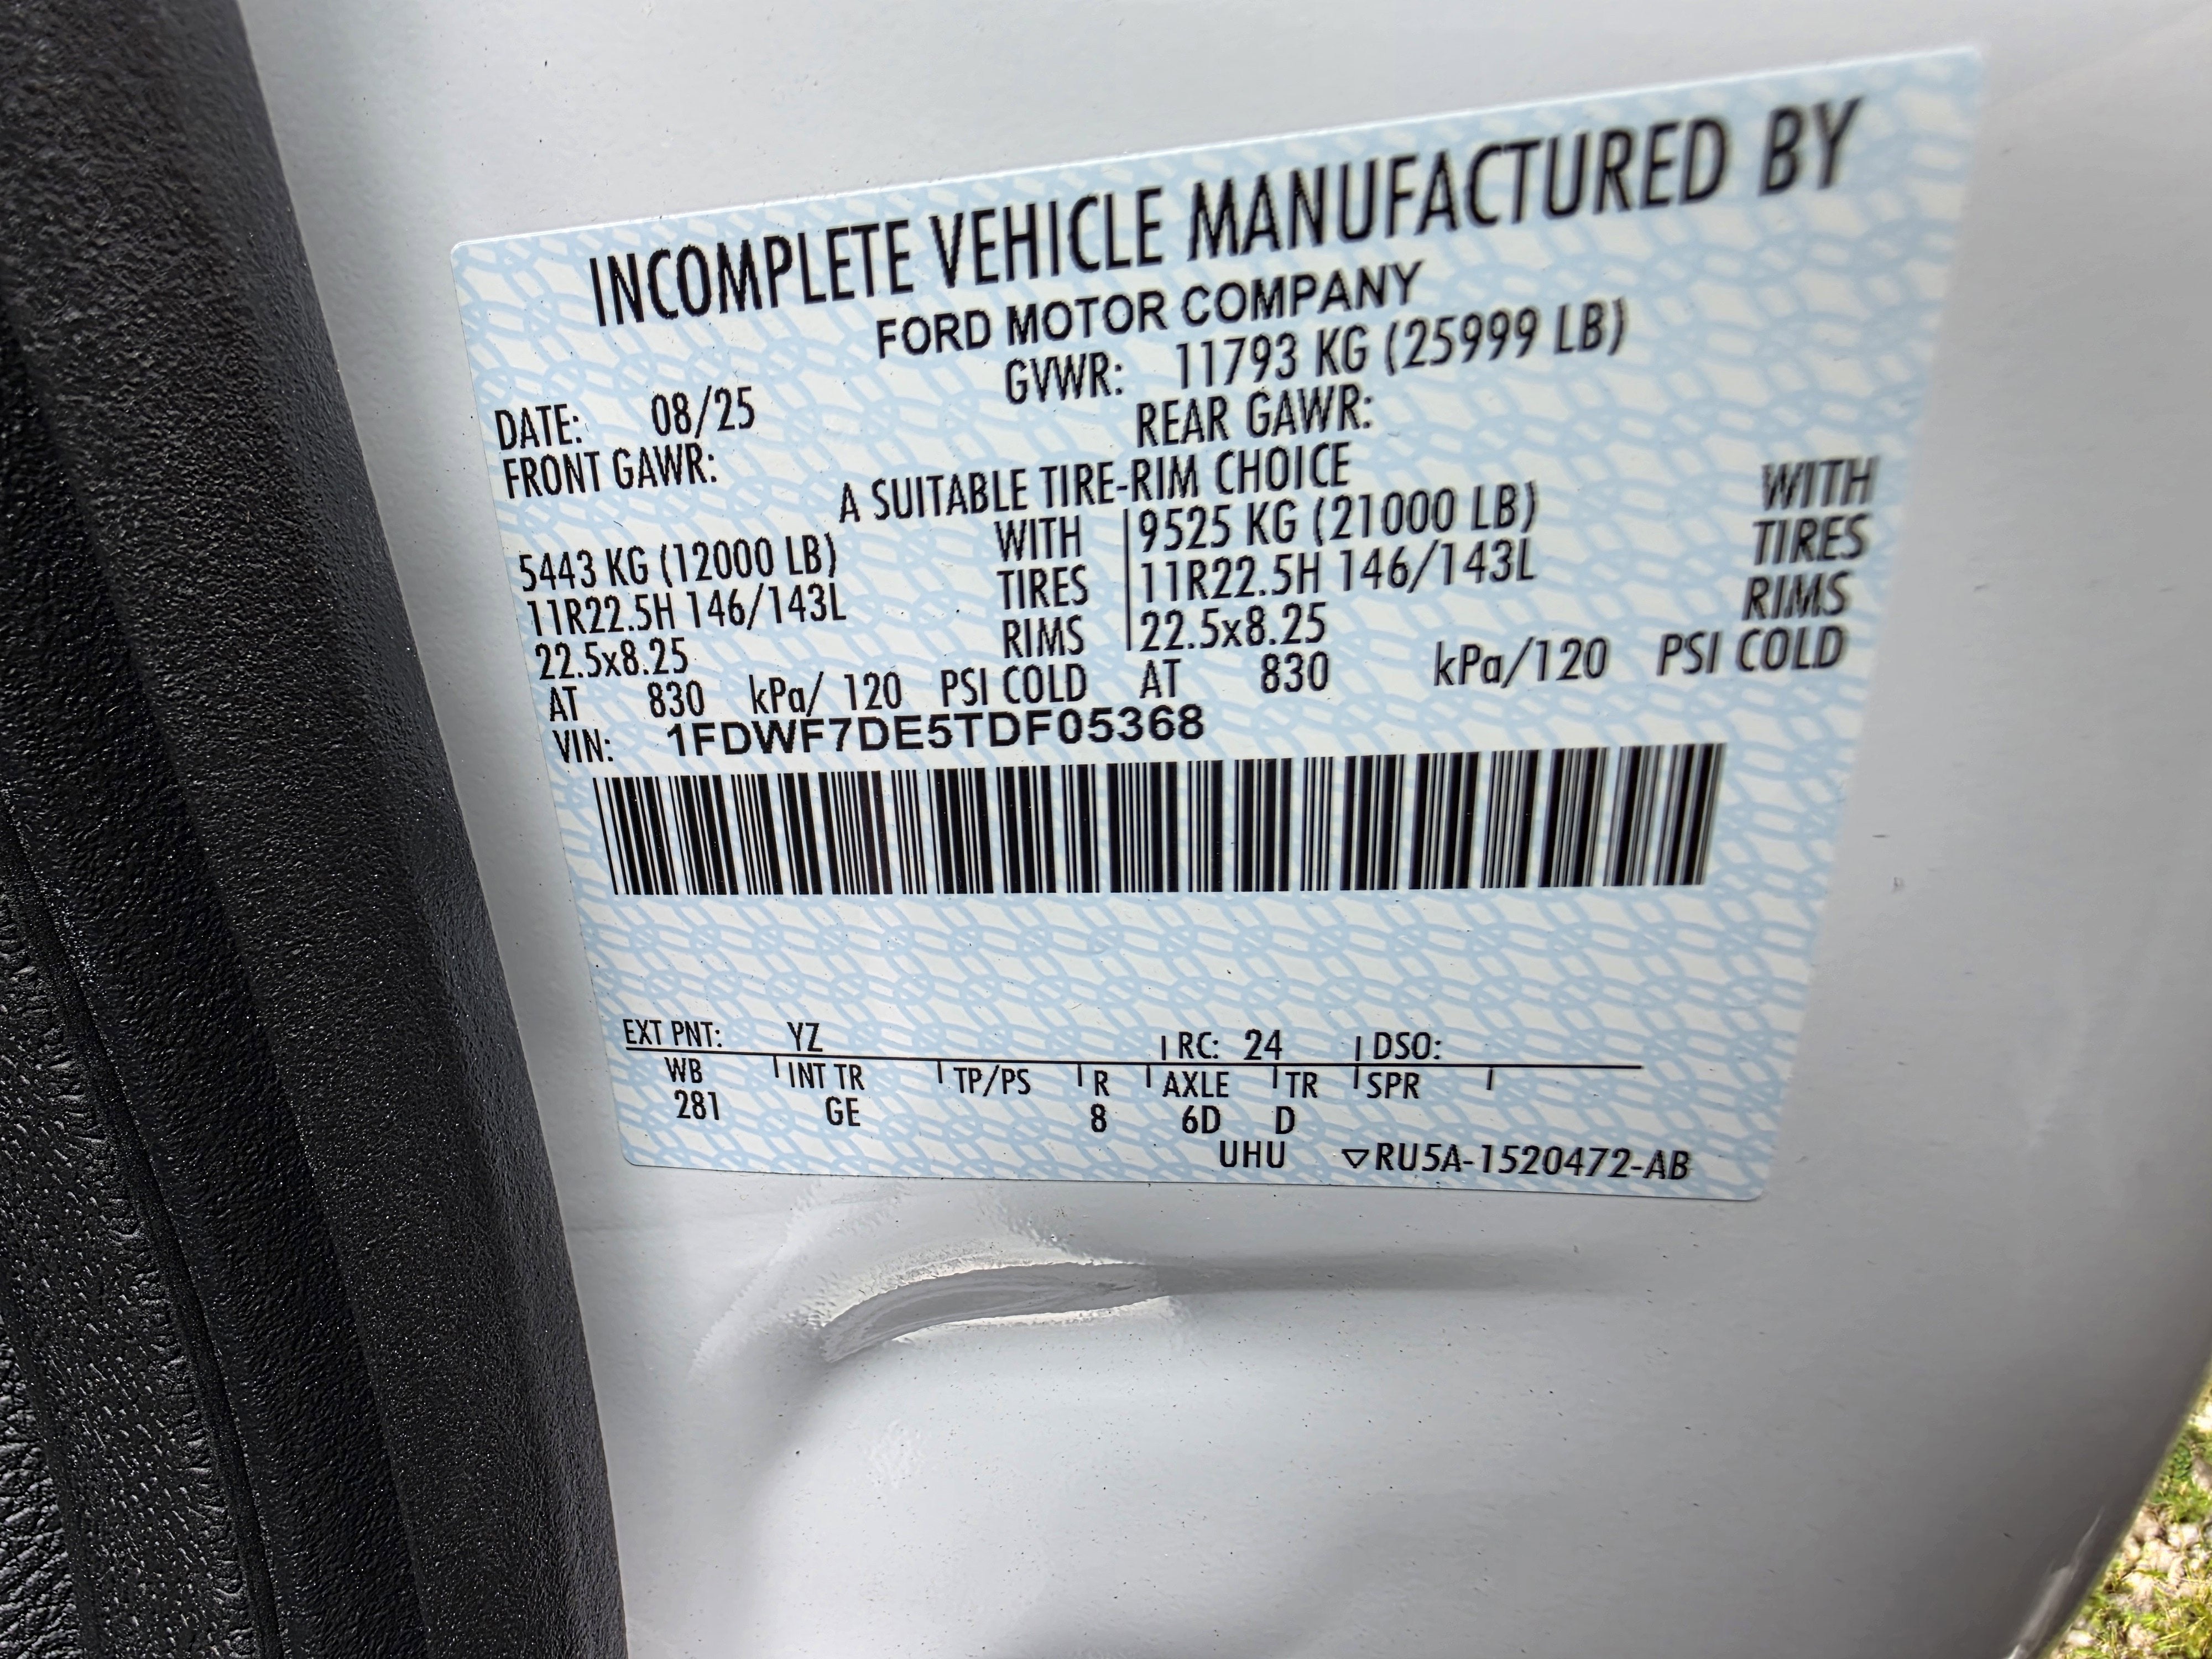 INCOMPLETE VEHICLE MANUFACTURED BY
FORD MOTOR COMPANY
DATE: 08/25 GVWR: 11793 KG (25999 LB)
FRONT GAWR: REAR GAWR:
A SUITABLE TIRE-RIM CHOICE
5443 KG (12000 LB) WITH 9525 KG (21000 LB) WITH
11R22.5H 146/143L TIRES 11R22.5H 146/143L TIRES
22.5x8.25 RIMS 22.5x8.25 RIMS
AT 830 kPa/ 120 PSI COLD AT 830 kPa/120 PSI COLD
VIN: 1FDWF7DE5TDF05368
EXT PNT: YZ RC: 24 DSO:
WB INT TR TP/PS R AXLE TR SPR
281 GE 8 6D D
UHU ▽RU5A-1520472-AB